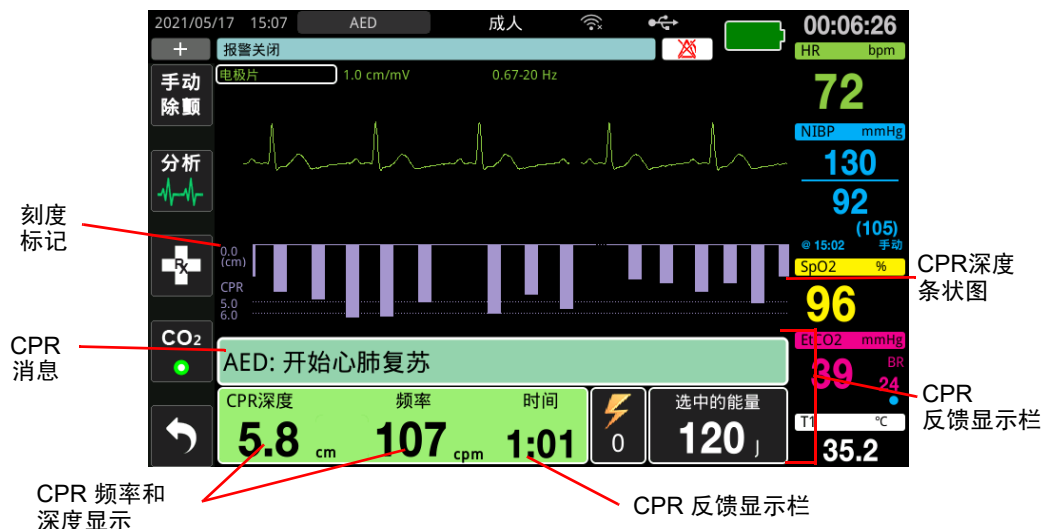 2021/05/17 15:07 AED 成人 00:06:26
报警关闭
HR bpm
72
电极片 1.0 cm/mV 0.67-20 Hz
手动
除颤
NIBP mmHg
130
92
(105)
@ 15:02 手动
分析
刻度
标记
0.0
(cm)
CPR
5.0
6.0
Rx
SpO2 %
96
CPR深度
条状图
CO2
CPR
消息
AED: 开始心肺复苏
EtCO2 mmHg
39
BR
24
CPR
反馈显示栏
CPR深度 频率 时间
5.8 cm 107 cpm 1:01
0
选中的能量
120 J
T1 ℃
35.2
CPR 频率和
深度显示
CPR 反馈显示栏